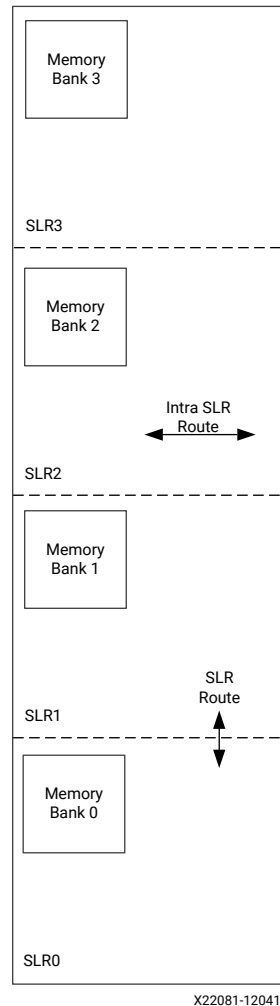 Memory
Bank 3
SLR3
Memory
Bank 2
Intra SLR
Route
SLR2
Memory
Bank 1
SLR
Route
SLR1
Memory
Bank 0
SLR0
X22081-12041